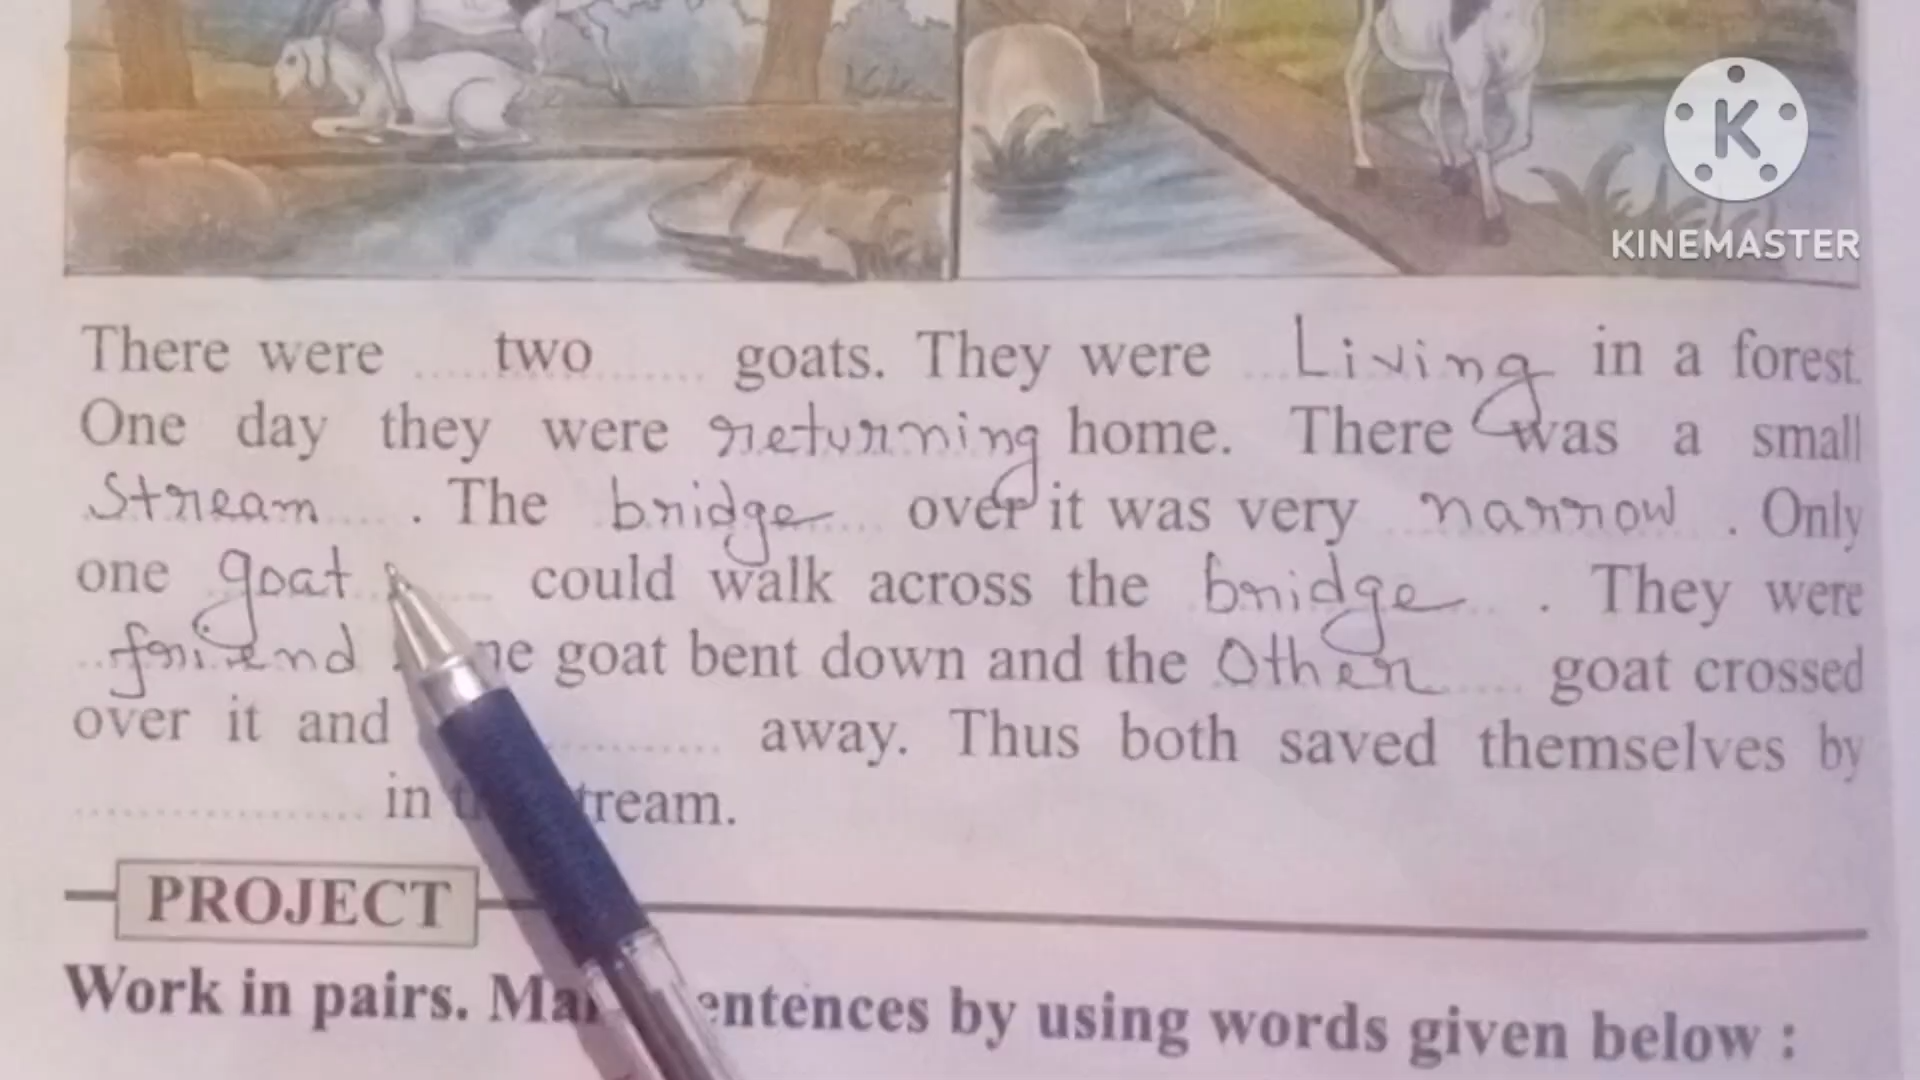 K
KINEMASTER
There were ..... two ...... goats. They were ... Living in a forest.
One day they were returning home. There was a small
Stream .... . The bridge ... over it was very narrow . Only
one goat ..... could walk across the bridge .. . They were
..friend ne goat bent down and the Other .... goat crossed
over it and ........... away. Thus both saved themselves by
.................. in t tream.
PROJECT
Work in pairs. Ma entences by using words given below :